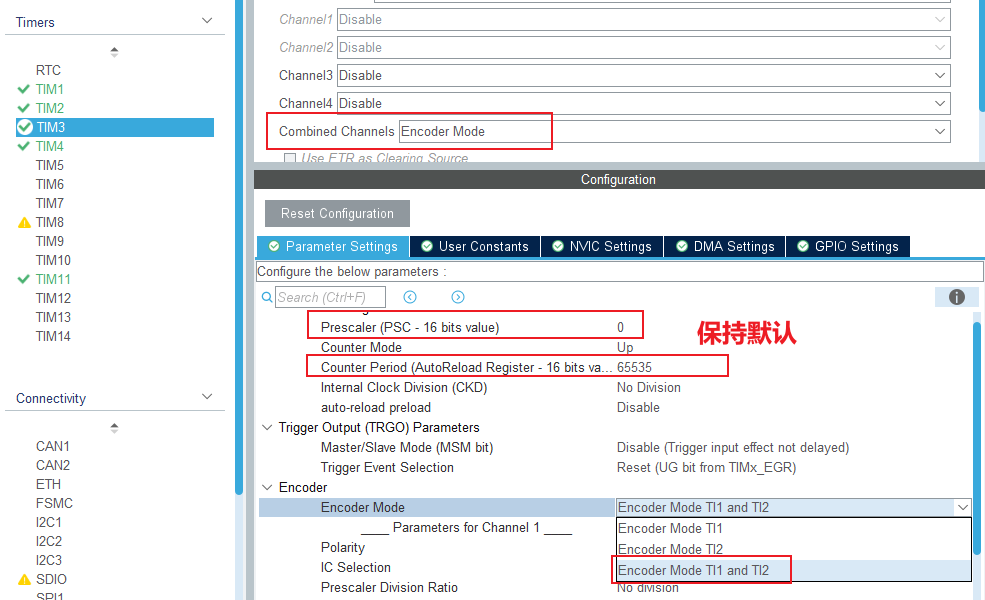 Timers
RTC
TIM1
TIM2
TIM3
TIM4
TIM5
TIM6
TIM7
TIM8
TIM9
TIM10
TIM11
TIM12
TIM13
TIM14
Connectivity
CAN1
CAN2
ETH
FSMC
I2C1
I2C2
I2C3
SDIO
SPI1
Channel1 Disable
Channel2 Disable
Channel3 Disable
Channel4 Disable
Combined Channels Encoder Mode
Use ETR as Clearing Source
Configuration
Reset Configuration
Parameter Settings User Constants NVIC Settings DMA Settings GPIO Settings
Configure the below parameters :
Search (Ctrl+F)
Prescaler (PSC - 16 bits value) 0
保持默认
Counter Mode Up
Counter Period (AutoReload Register - 16 bits va... 65535
Internal Clock Division (CKD) No Division
auto-reload preload Disable
Trigger Output (TRGO) Parameters
Master/Slave Mode (MSM bit) Disable (Trigger input effect not delayed)
Trigger Event Selection Reset (UG bit from TIMx_EGR)
Encoder
Encoder Mode Encoder Mode TI1 and TI2
____ Parameters for Channel 1 ____ Encoder Mode TI1
Polarity Encoder Mode TI2
IC Selection Encoder Mode TI1 and TI2
Prescaler Division Ratio No division